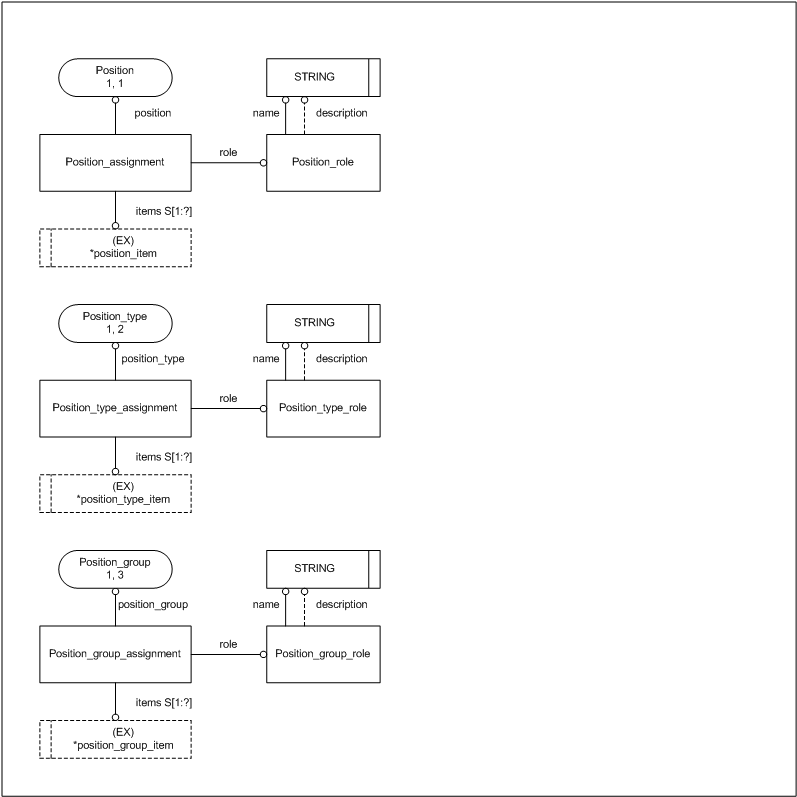 Position
1, 1
STRING
position
name
description
Position_assignment
role
Position_role
items S[1:?]
(EX)
*position_item
Position_type
1, 2
STRING
position_type
name
description
Position_type_assignment
role
Position_type_role
items S[1:?]
(EX)
*position_type_item
Position_group
1, 3
STRING
position_group
name
description
Position_group_assignment
role
Position_group_role
items S[1:?]
(EX)
*position_group_item